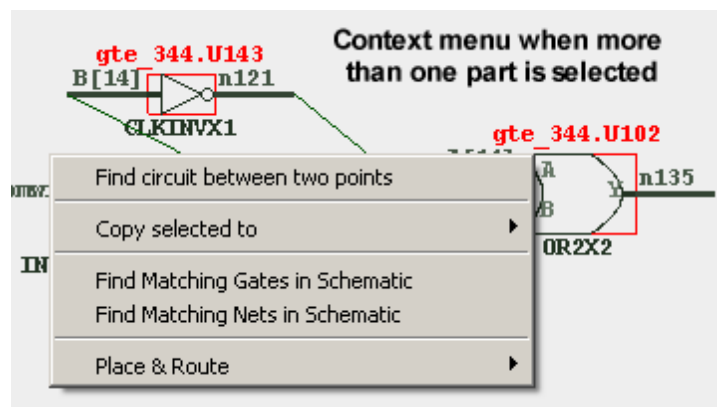 gte_344.U143
B[14]
n121
CLKINVX1
Context menu when more
than one part is selected
gte_344.U102
A
B
Y
n135
OR2X2
IN
Find circuit between two points
Copy selected to
Find Matching Gates in Schematic
Find Matching Nets in Schematic
Place & Route